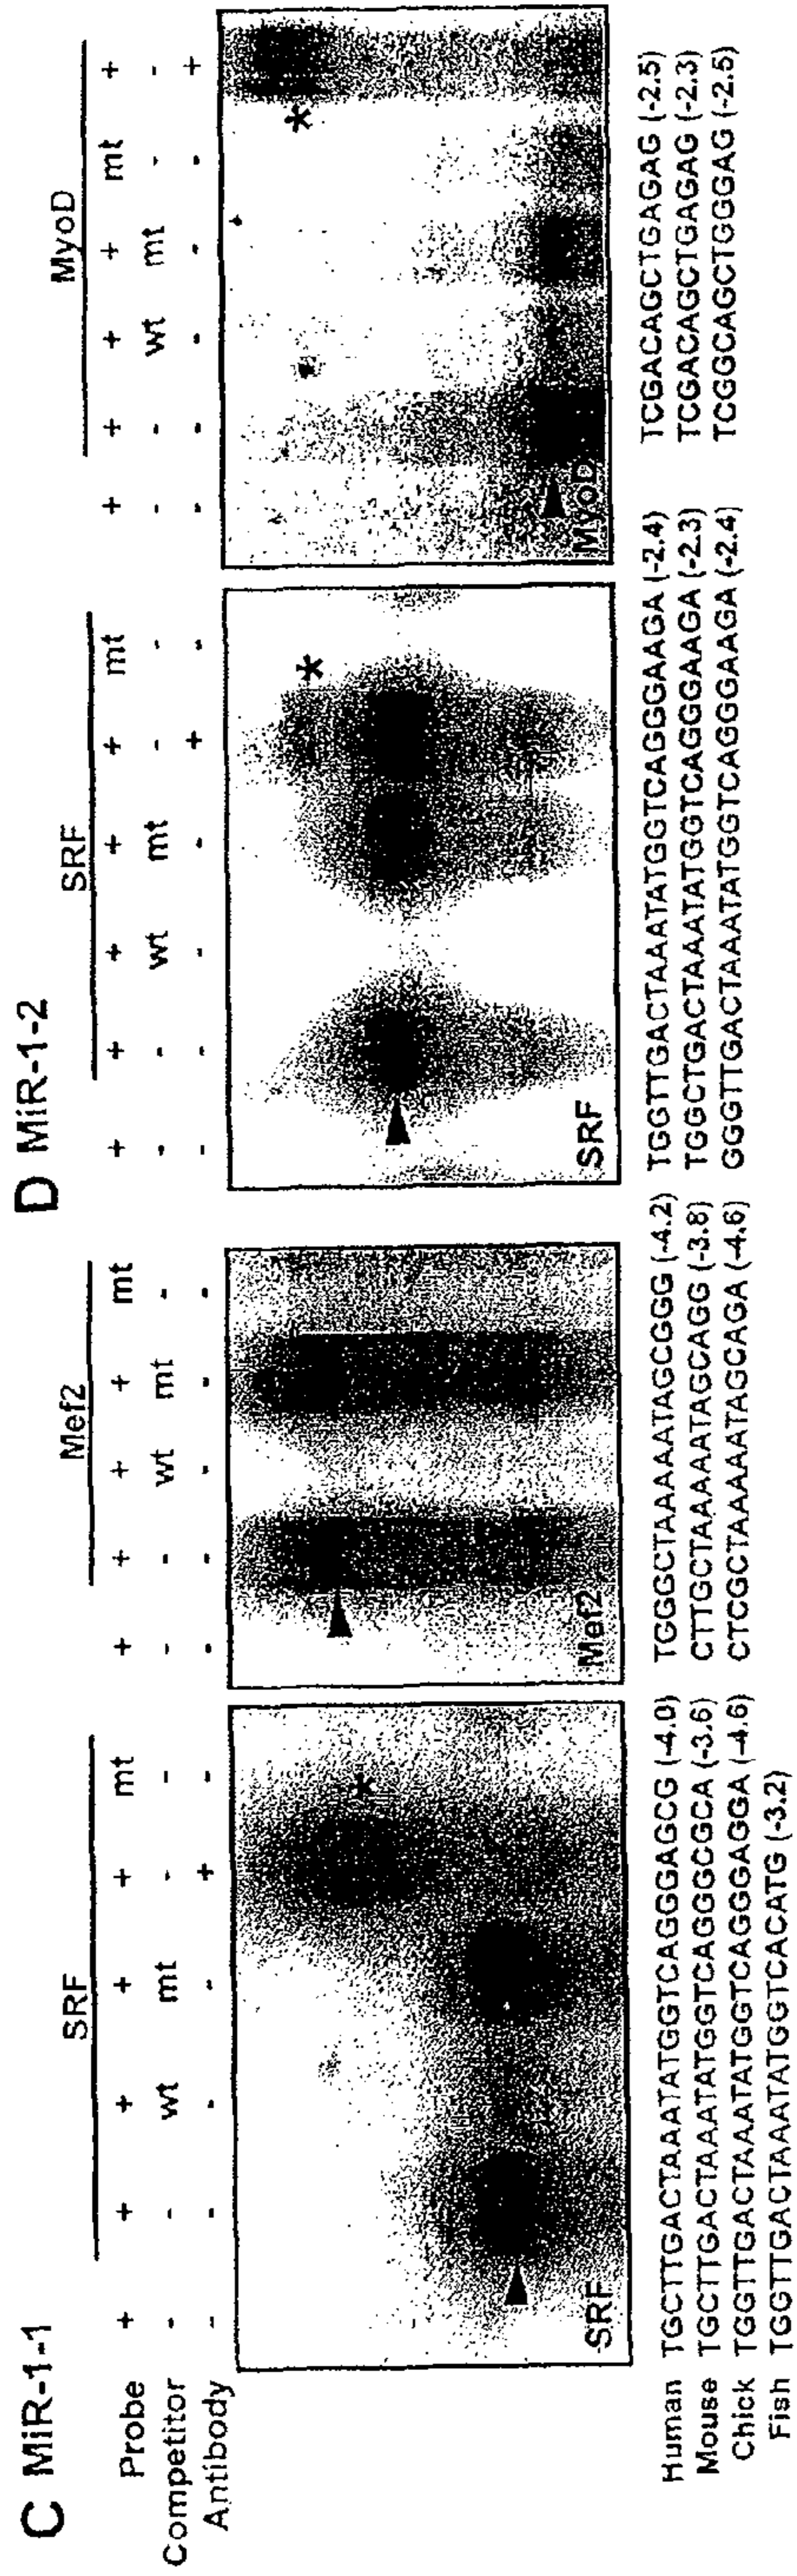 C MiR-1-1 D MiR-1-2
SRF Mef2 SRF MyoD
Probe + + + + + mt + + + + mt + + + + + mt + + + + mt +
Competitor - - wt mt - - - - wt mt - - - wt mt - - - - wt mt - -
Antibody - - - - + - - - - - - - - - - + - - - - - - +
* * *
SRF Mef2 SRF MyoD
Human TGCTTGACTAAATATGGTCAGGGAGCG (-4.0) TGGGCTAAAAATAGCGGG (-4.2) TGGTTGACTAAATATGGTCAGGGAAGA (-2.4) TCGACAGCTGAGAG (-2.5)
Mouse TGCTTGACTAAATATGGTCAGGGCGCA (-3.6) CTTGCTAAAAATAGCAGG (-3.8) TGGCTGACTAAATATGGTCAGGGAAGA (-2.3) TCGACAGCTGAGAG (-2.3)
Chick TGGTTGACTAAATATGGTCAGGGAGGA (-4.6) CTCGCTAAAAATAGCAGA (-4.6) GGGTTGACTAAATATGGTCAGGGAAGA (-2.4) TCGGCAGCTGGGAG (-2.5)
Fish TGGTTGACTAAATATGGTCACATG (-3.2)